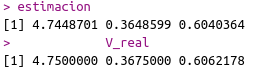 > estimacion
[1] 4.7448701 0.3648599 0.6040364
> V_real
[1] 4.7500000 0.3675000 0.6062178